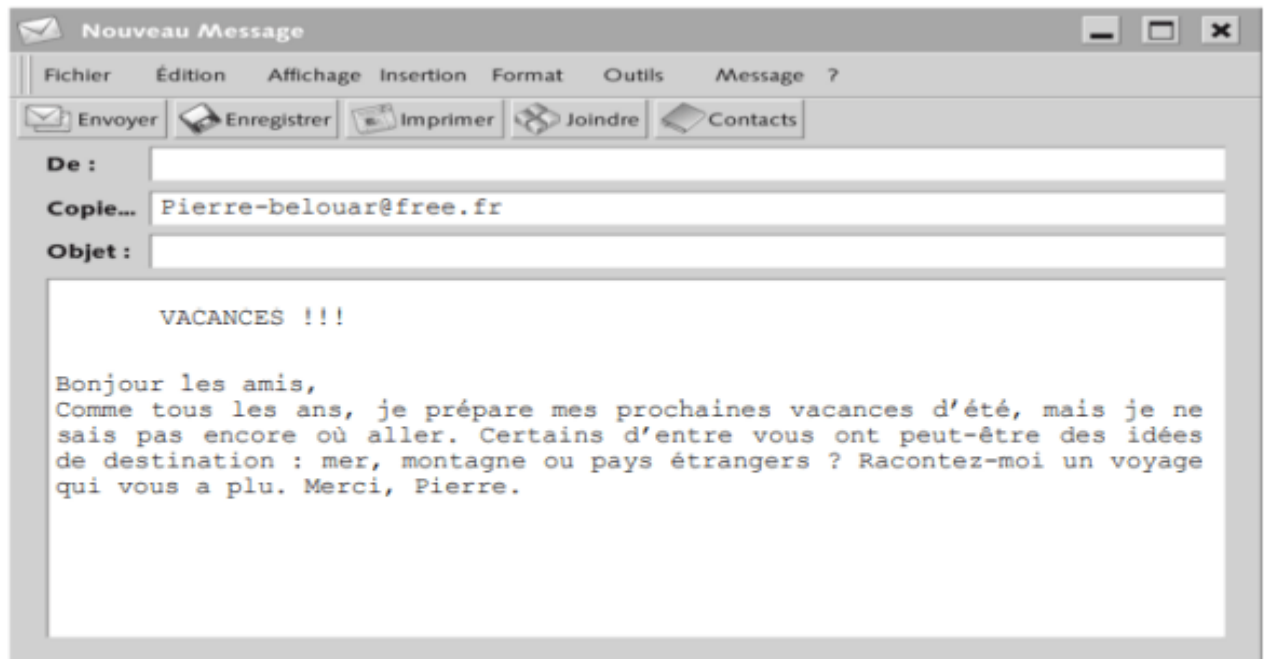 Nouveau Message
Fichier Édition Affichage Insertion Format Outils Message ?
Envoyer Enregistrer Imprimer Joindre Contacts
De :
Copie... Pierre-belouar@free.fr
Objet :
VACANCES !!!
Bonjour les amis,
Comme tous les ans, je prépare mes prochaines vacances d'été, mais je ne
sais pas encore où aller. Certains d'entre vous ont peut-être des idées
de destination : mer, montagne ou pays étrangers ? Racontez-moi un voyage
qui vous a plu. Merci, Pierre.